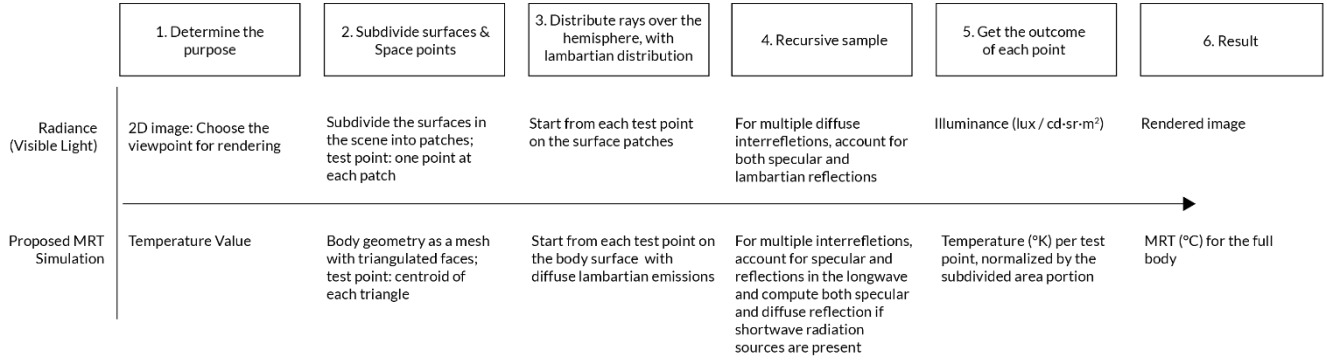 1. Determine the
purpose
2. Subdivide surfaces &
Space points
3. Distribute rays over the
hemisphere, with
lambartian distribution
4. Recursive sample
5. Get the outcome
of each point
6. Result
Radiance
(Visible Light)
2D image: Choose the
viewpoint for rendering
Subdivide the surfaces in
the scene into patches;
test point: one point at
each patch
Start from each test point
on the surface patches
For multiple diffuse
interrefletions, account for
both specular and
lambartian reflections
Illuminance (lux / cd·sr·m²)
Rendered image
Proposed MRT
Simulation
Temperature Value
Body geometry as a mesh
with triangulated faces;
test point: centroid of
each triangle
Start from each test point on
the body surface with
diffuse lambartian emissions
For multiple interrefletions,
account for specular and
reflections in the longwave
and compute both specular
and diffuse reflection if
shortwave radiation
sources are present
Temperature (°K) per test
point, normalized by the
subdivided area portion
MRT (°C) for the full
body